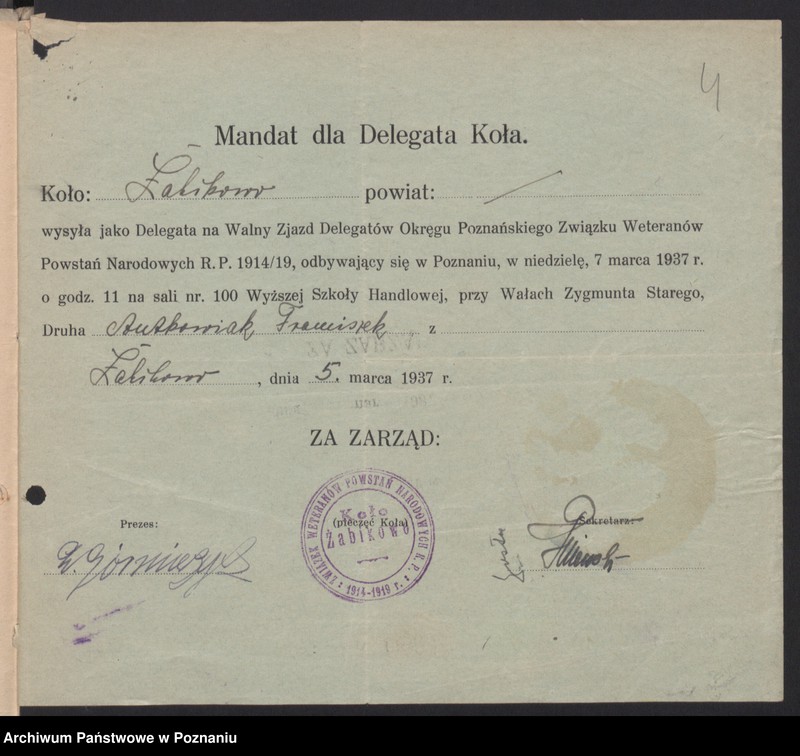 4
Mandat dla Delegata Koła.
Koło: Żabikowo powiat: —
wysyła jako Delegata na Walny Zjazd Delegatów Okręgu Poznańskiego Związku Weteranów
Powstań Narodowych R. P. 1914/19, odbywający się w Poznaniu, w niedzielę, 7 marca 1937 r.
o godz. 11 na sali nr. 100 Wyższej Szkoły Handlowej, przy Wałach Zygmunta Starego,
Druha Antkowiak Franciszek z
Żabikowo, dnia 5. marca 1937 r.
ZA ZARZĄD:
Prezes: (pieczęć Koła) Sekretarz:
ZWIĄZEK WETERANÓW POWSTAŃ NARODOWYCH R. P. 1914-1919 r.
Koło
Żabikowo
Archiwum Państwowe w Poznaniu